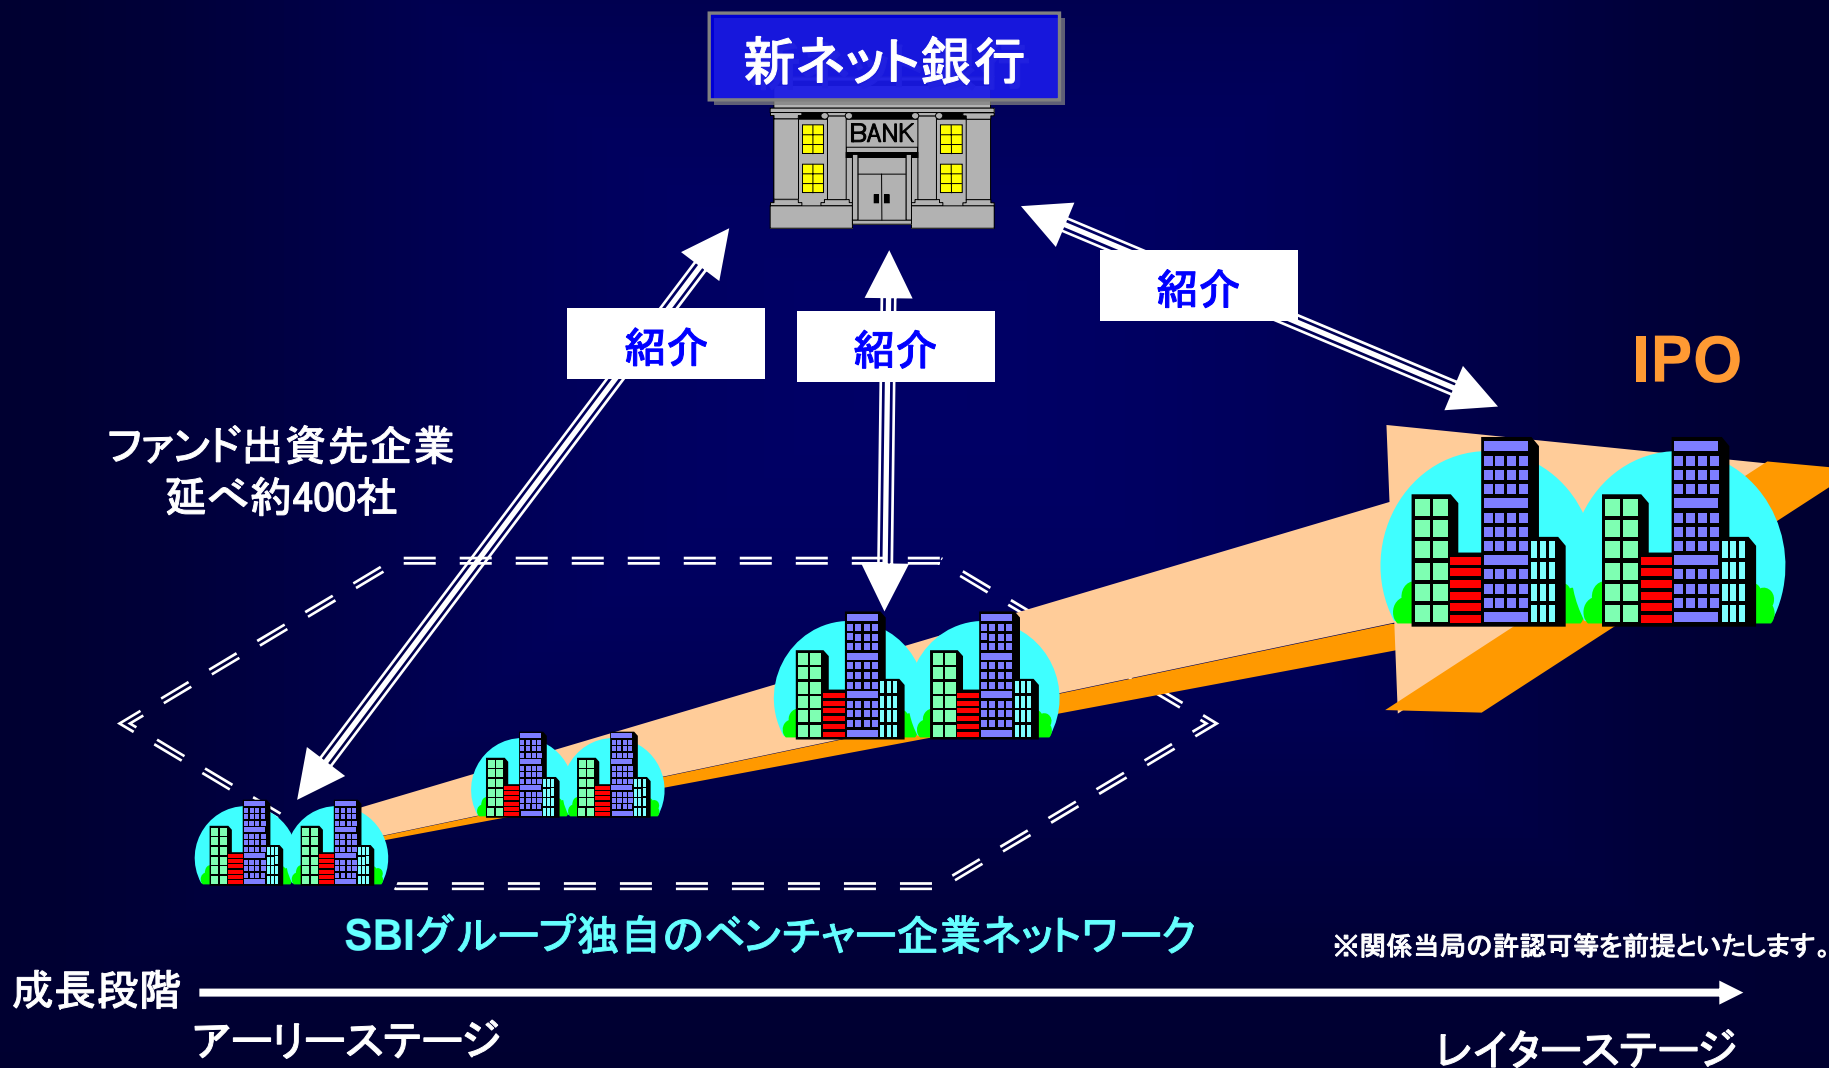 新ネット銀行
BANK
紹介
紹介
紹介
IPO
ファンド出資先企業
延べ約400社
SBIグループ独自のベンチャー企業ネットワーク
※関係当局の許認可等を前提といたします。
成長段階
アーリーステージ
レイターステージ